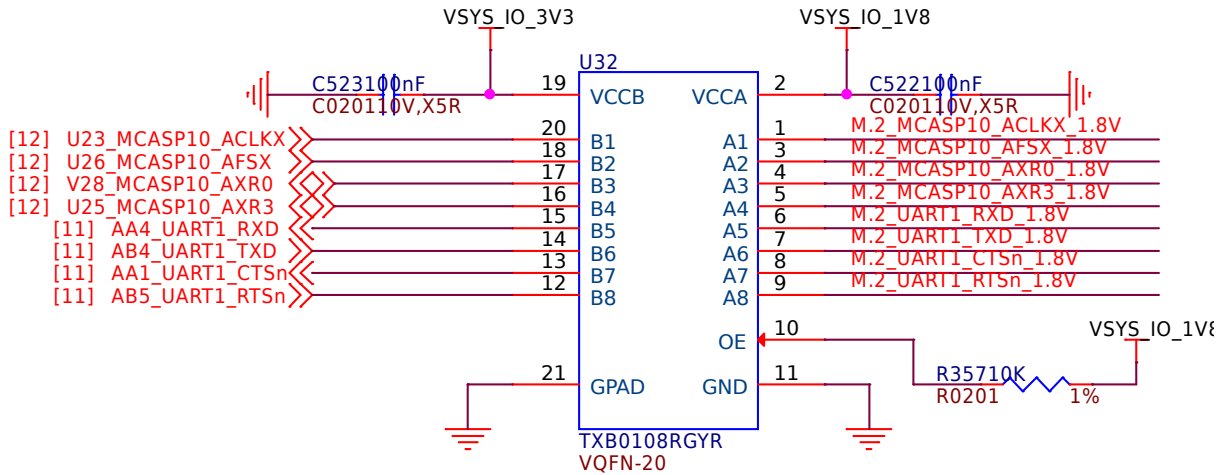 VSYS_IO_3V3 VSYS_IO_1V8
U32
C523100nF 19 VCCB VCCA 2 C522100nF
C020110V,X5R C020110V,X5R
[12] U23_MCASP10_ACLKX 20 B1 A1 1 M.2_MCASP10_ACLKX_1.8V
[12] U26_MCASP10_AFSX 18 B2 A2 3 M.2_MCASP10_AFSX_1.8V
[12] V28_MCASP10_AXR0 17 B3 A3 4 M.2_MCASP10_AXR0_1.8V
[12] U25_MCASP10_AXR3 16 B4 A4 5 M.2_MCASP10_AXR3_1.8V
[11] AA4_UART1_RXD 15 B5 A5 6 M.2_UART1_RXD_1.8V
[11] AB4_UART1_TXD 14 B6 A6 7 M.2_UART1_TXD_1.8V
[11] AA1_UART1_CTSn 13 B7 A7 8 M.2_UART1_CTSn_1.8V
[11] AB5_UART1_RTSn 12 B8 A8 9 M.2_UART1_RTSn_1.8V
OE 10 VSYS_IO_1V8
21 GPAD GND 11 R35710K
R0201 1%
TXB0108RGYR
VQFN-20